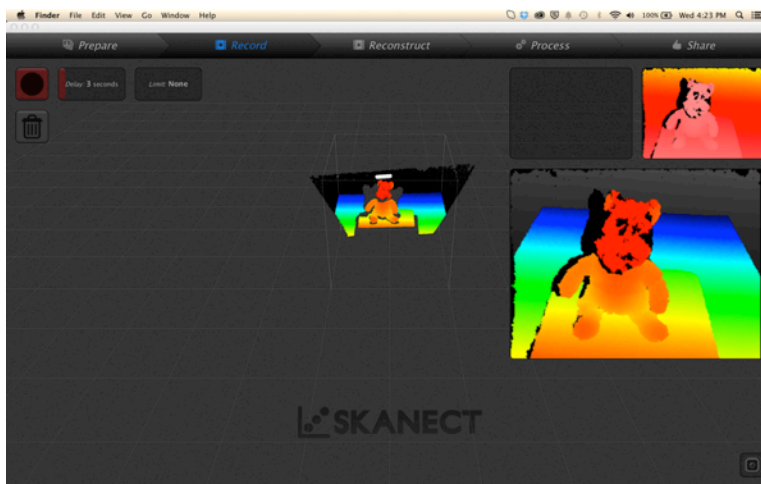 Finder File Edit View Go Window Help 100% Wed 4:23 PM
Prepare Record Reconstruct Process Share
Delay: 3 seconds Limit: None
SKANECT